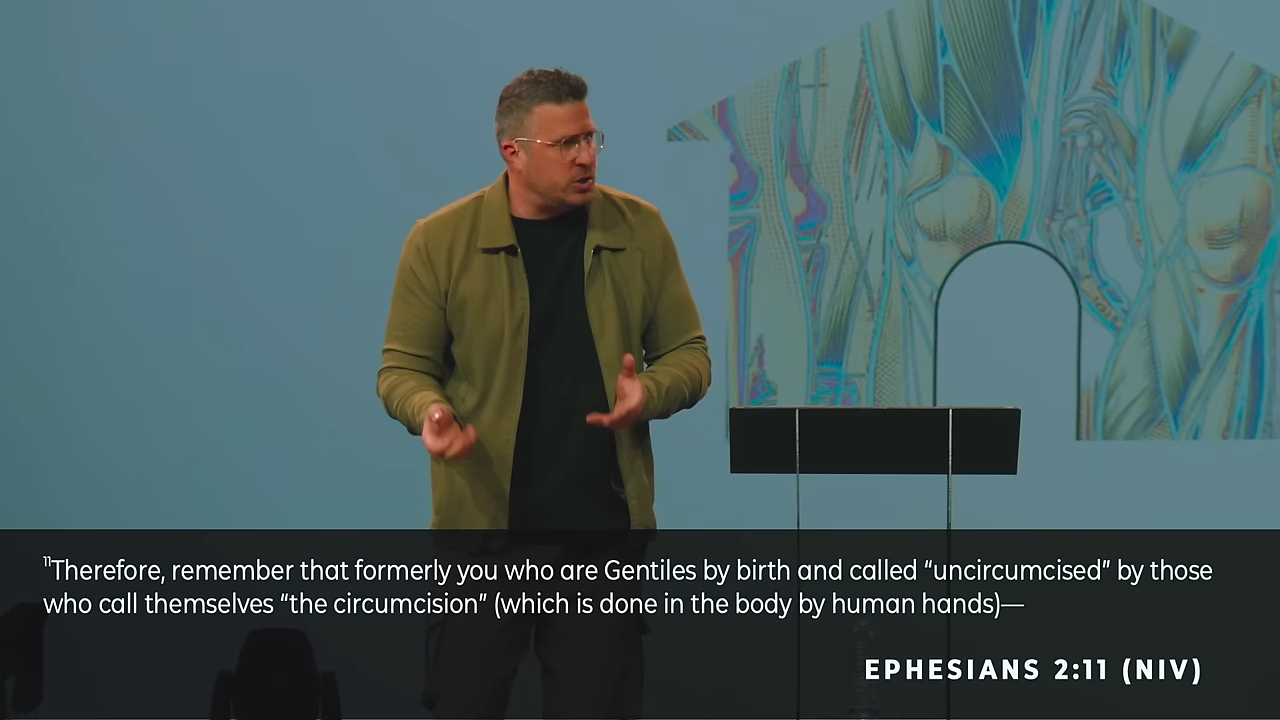 ¹¹Therefore, remember that formerly you who are Gentiles by birth and called “uncircumcised” by those
who call themselves “the circumcision” (which is done in the body by human hands)—
EPHESIANS 2:11 (NIV)